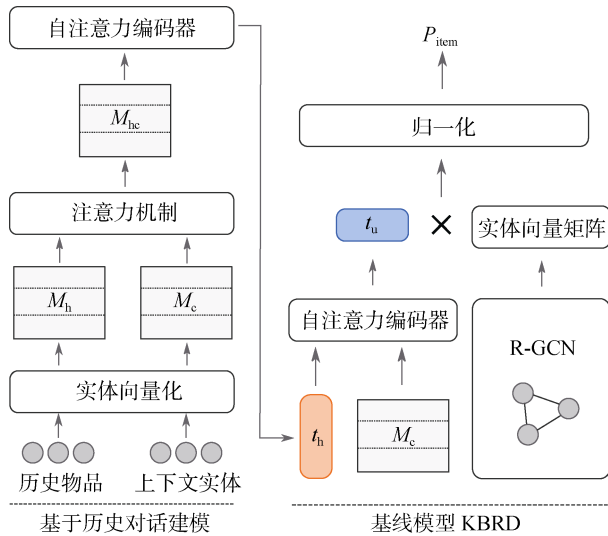 自注意力编码器
M_hc
注意力机制
M_h
M_c
实体向量化
历史物品
上下文实体
基于历史对话建模
P_item
归一化
t_u
×
实体向量矩阵
自注意力编码器
R-GCN
t_h
M_c
基线模型 KBRD